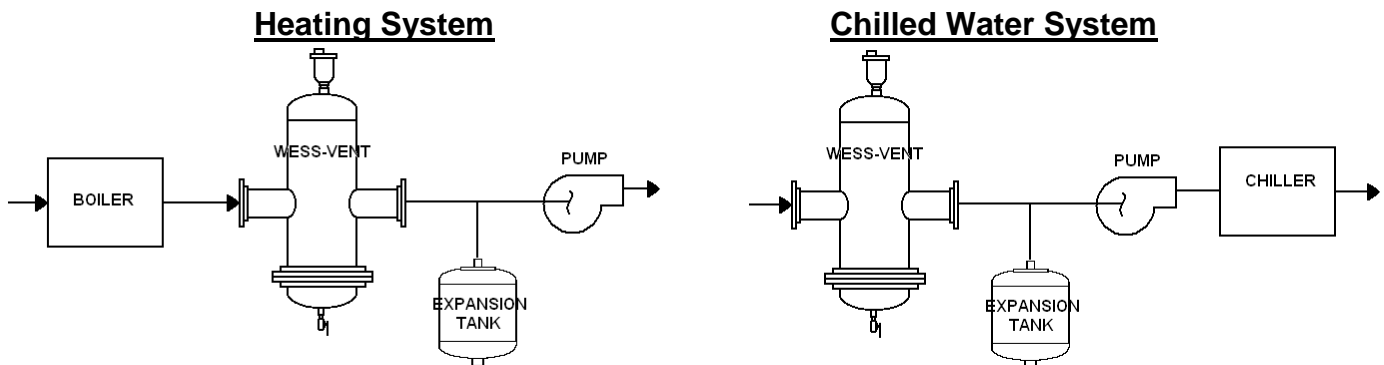 Heating System
WESS-VENT
PUMP
BOILER
EXPANSION
TANK
Chilled Water System
WESS-VENT
PUMP
CHILLER
EXPANSION
TANK